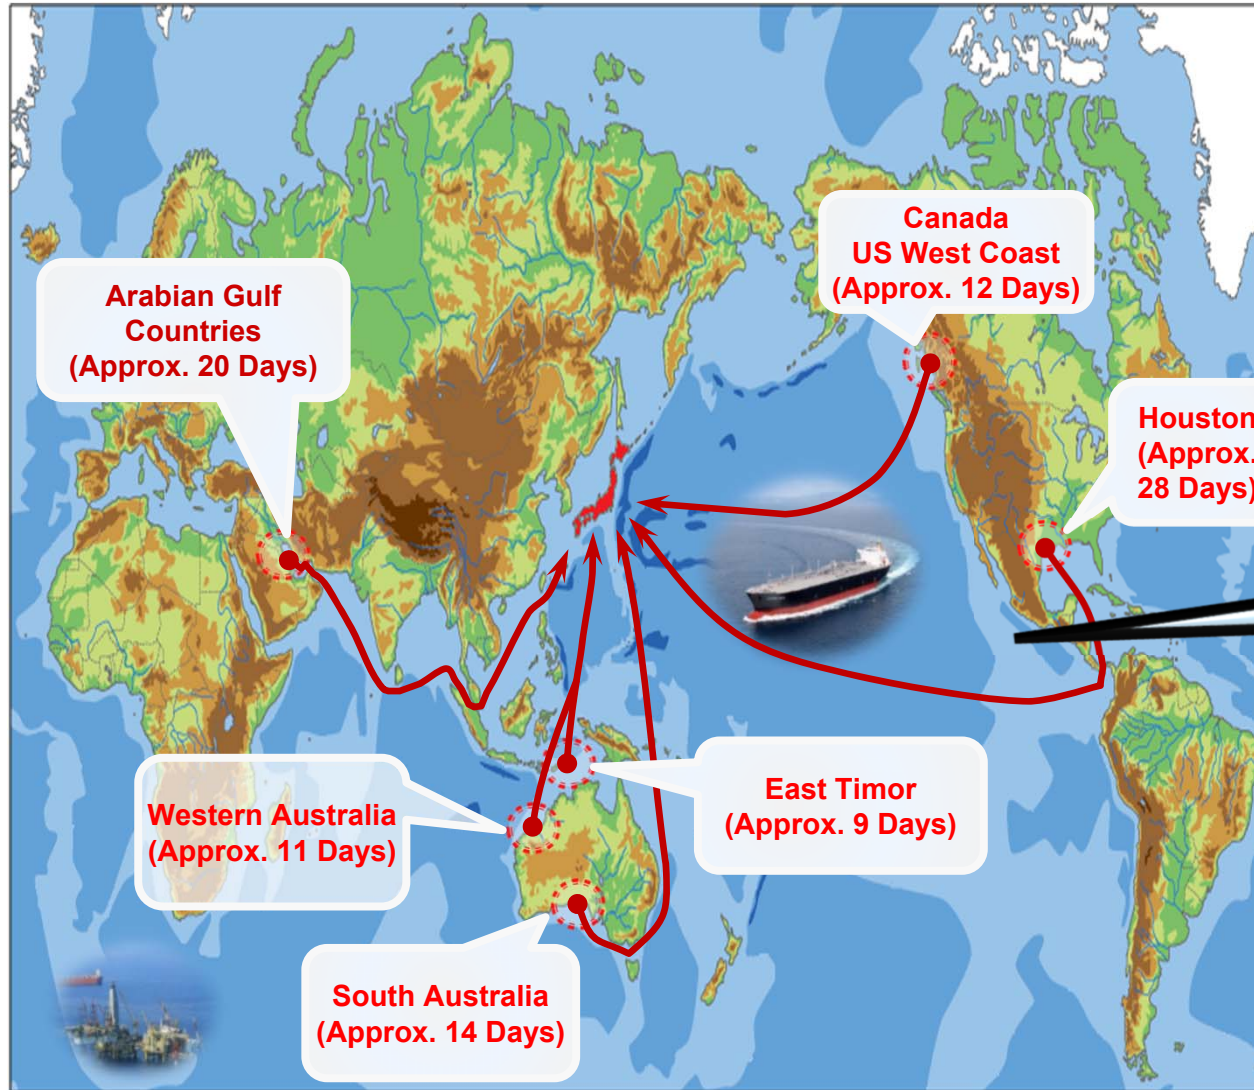 Canada
US West Coast
(Approx. 12 Days)
Arabian Gulf
Countries
(Approx. 20 Days)
Houston
(Approx.
28 Days)
East Timor
(Approx. 9 Days)
Western Australia
(Approx. 11 Days)
South Australia
(Approx. 14 Days)